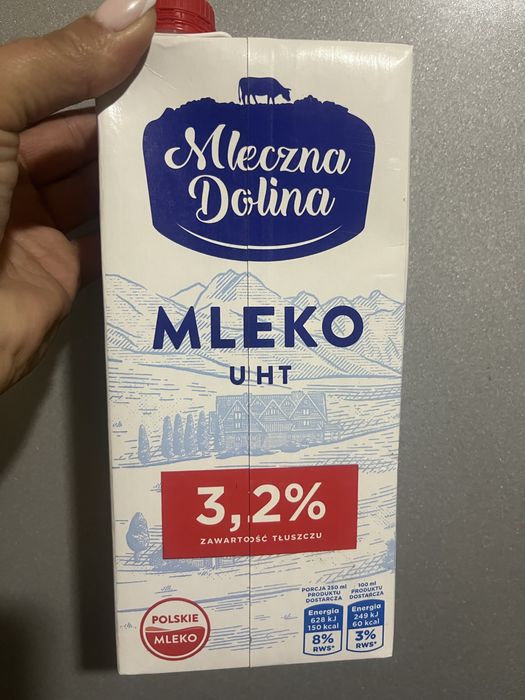 Mleczna
Dolina
MLEKO
UHT
3,2%
ZAWARTOŚĆ TŁUSZCZU
POLSKIE
MLEKO
PORCJA 250 ml
PRODUKTU
DOSTARCZA
Energia
628 kJ
150 kcal
8%
RWS*
100 ml
PRODUKTU
DOSTARCZA
Energia
249 kJ
60 kcal
3%
RWS*